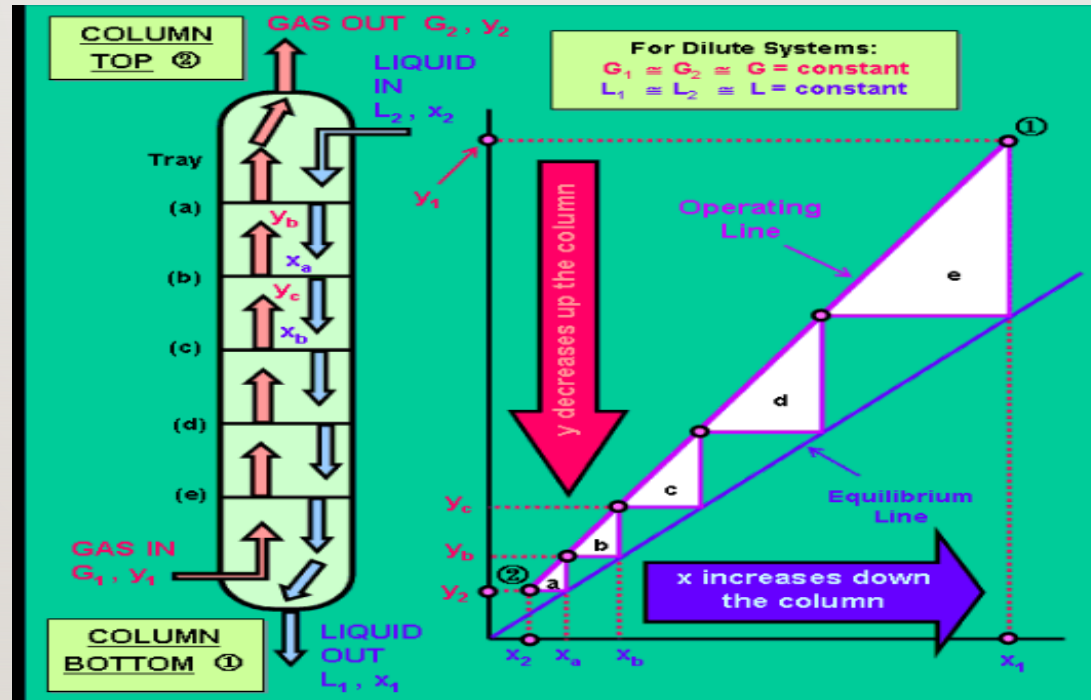 COLUMN
TOP ②
GAS OUT G₂, y₂
LIQUID
IN
L₂, x₂
For Dilute Systems:
G₁ ≅ G₂ ≅ G = constant
L₁ ≅ L₂ ≅ L = constant
Tray
(a)
y_b
x_a
(b)
y_c
x_b
(c)
(d)
(e)
GAS IN
G₁, y₁
COLUMN
BOTTOM ①
LIQUID
OUT
L₁, x₁
①
y₁
y decreases up the column
Operating
Line
e
d
c
b
a
②
y_c
y_b
y₂
Equilibrium
Line
x increases down
the column
x₂
x_a
x_b
x₁